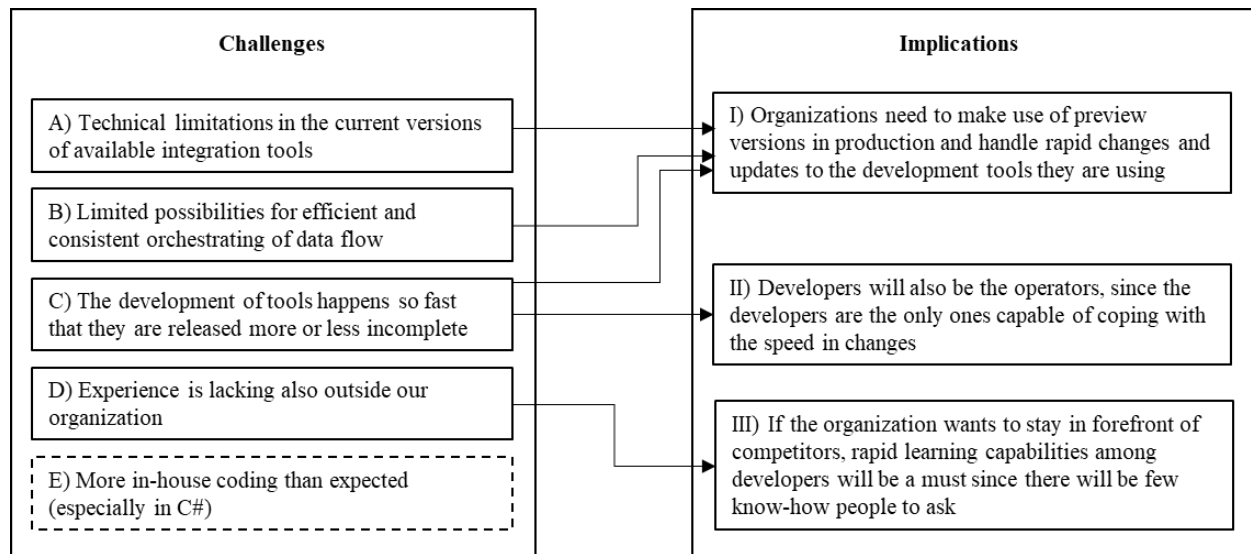 Challenges
A) Technical limitations in the current versions
of available integration tools
B) Limited possibilities for efficient and
consistent orchestrating of data flow
C) The development of tools happens so fast
that they are released more or less incomplete
D) Experience is lacking also outside our
organization
E) More in-house coding than expected
(especially in C#)
Implications
I) Organizations need to make use of preview
versions in production and handle rapid changes and
updates to the development tools they are using
II) Developers will also be the operators, since the
developers are the only ones capable of coping with
the speed in changes
III) If the organization wants to stay in forefront of
competitors, rapid learning capabilities among
developers will be a must since there will be few
know-how people to ask